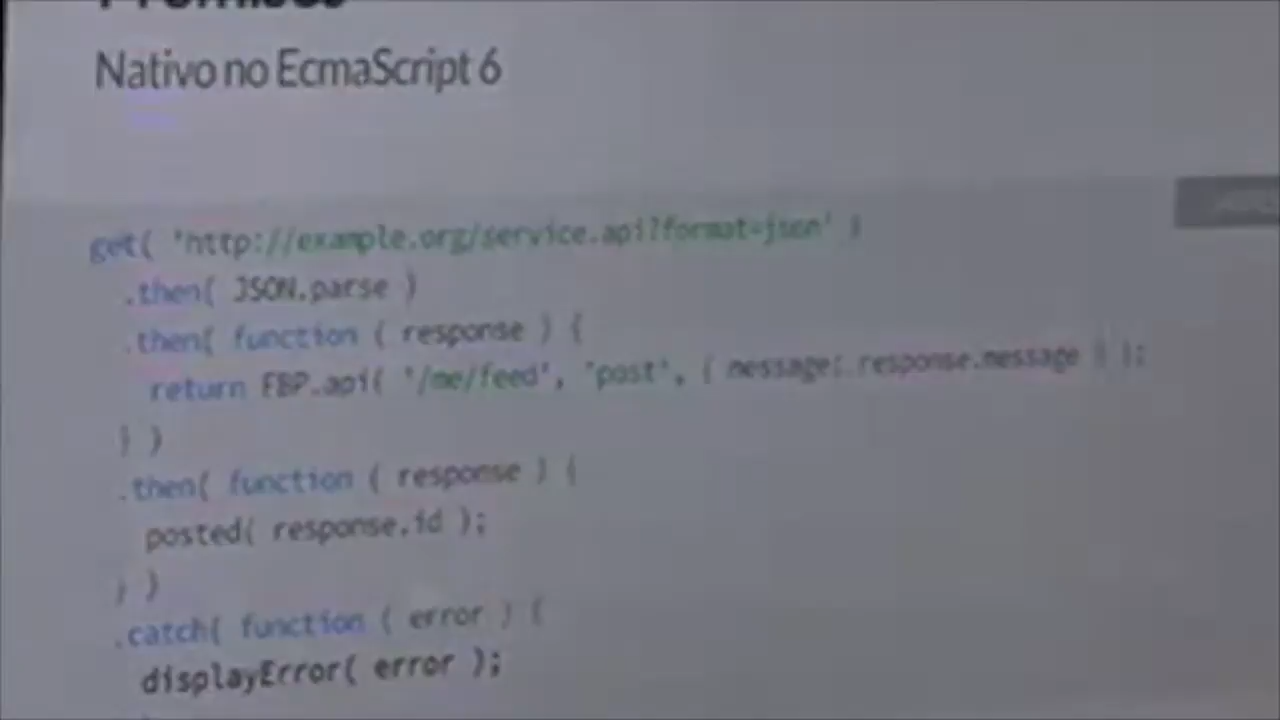 Promises
Nativo no EcmaScript 6
get( 'http://example.org/service.api?format=json' )
.then( JSON.parse )
.then( function ( response ) {
return FBP.api( '/me/feed', 'post', { message: response.message } );
} )
.then( function ( response ) {
posted( response.id );
} )
.catch( function ( error ) {
displayError( error );